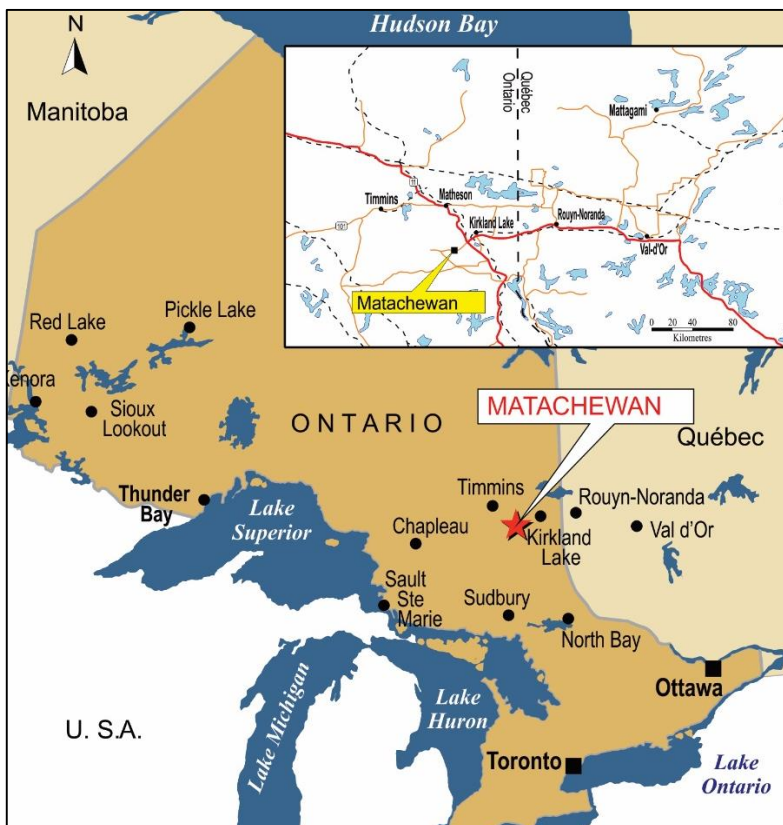 Hudson Bay
N
Manitoba
Québec
Ontario
Mattagami
11
Timmins
Matheson
101
Kirkland Lake
Rouyn-Noranda
Val-d'Or
Matachewan
0 20 40 80
Kilometres
Pickle Lake
Red Lake
Kenora
Sioux
Lookout
ONTARIO
MATACHEWAN
Québec
Thunder
Bay
Lake
Superior
Timmins
Rouyn-Noranda
Chapleau
Kirkland
Lake
Val d'Or
Sault
Ste
Marie
Sudbury
North Bay
Ottawa
U. S.A.
Lake Michigan
Lake
Huron
Toronto
Lake
Ontario